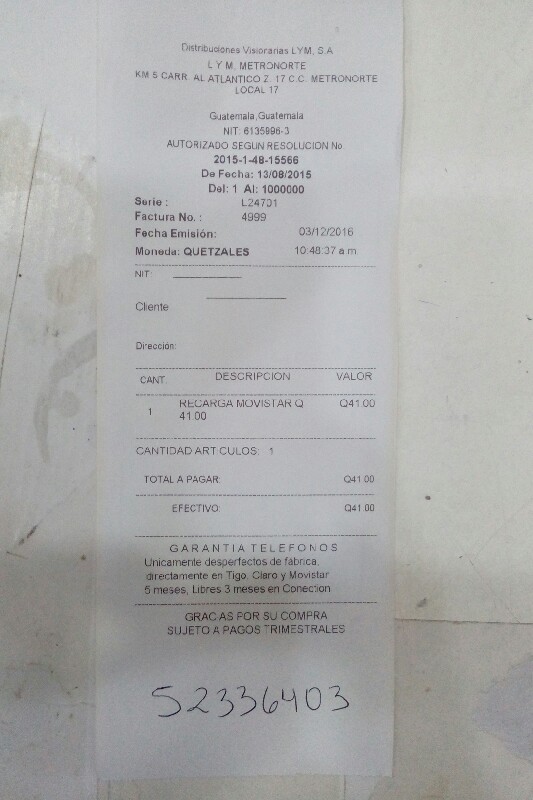 Distribuciones Visionarias LYM, S.A
L Y M. METRONORTE
KM 5 CARR. AL ATLANTICO Z. 17 C.C. METRONORTE
LOCAL 17
Guatemala,Guatemala
NIT: 6135996-3
AUTORIZADO SEGUN RESOLUCION No.
2015-1-48-15566
De Fecha: 13/08/2015
Del: 1 Al: 1000000
Serie : L24701
Factura No. : 4999
Fecha Emisión: 03/12/2016
Moneda: QUETZALES 10:48:37 a.m
NIT:
Cliente
Dirección:
CANT. DESCRIPCION VALOR
1 RECARGA MOVISTAR Q Q41.00
41.00
CANTIDAD ARTICULOS: 1
TOTAL A PAGAR: Q41.00
EFECTIVO: Q41.00
GARANTIA TELEFONOS
Unicamente desperfectos de fábrica,
directamente en Tigo, Claro y Movistar
5 meses, Libres 3 meses en Conection
GRACIAS POR SU COMPRA
SUJETO A PAGOS TRIMESTRALES
52336403